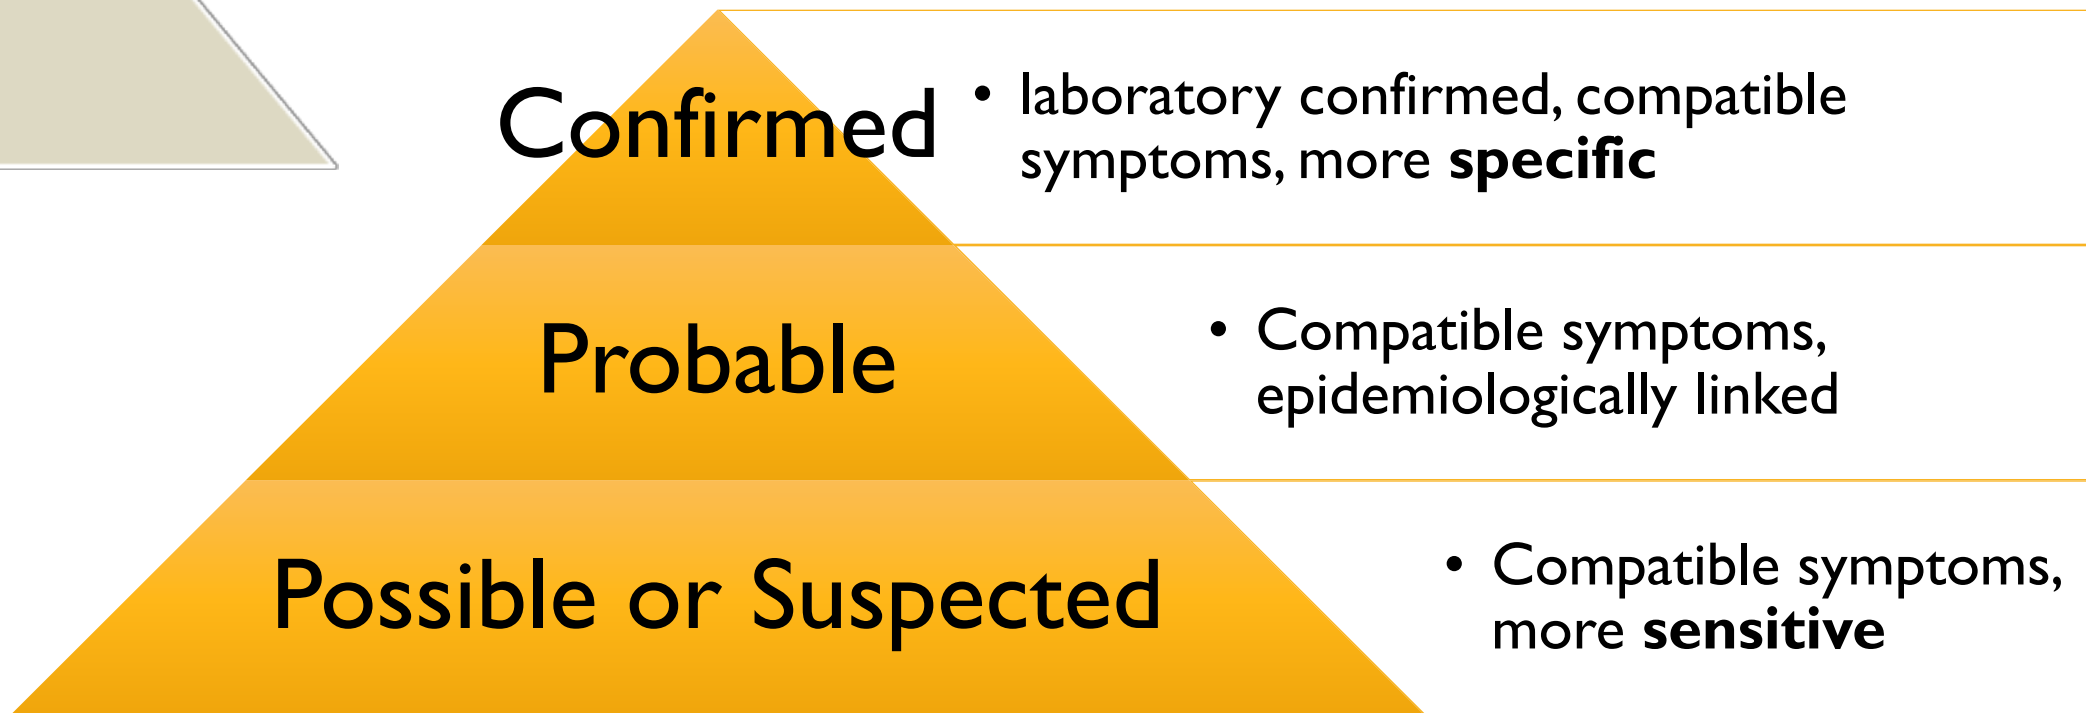 Confirmed
• laboratory confirmed, compatible
symptoms, more specific
Probable
• Compatible symptoms,
epidemiologically linked
Possible or Suspected
• Compatible symptoms,
more sensitive